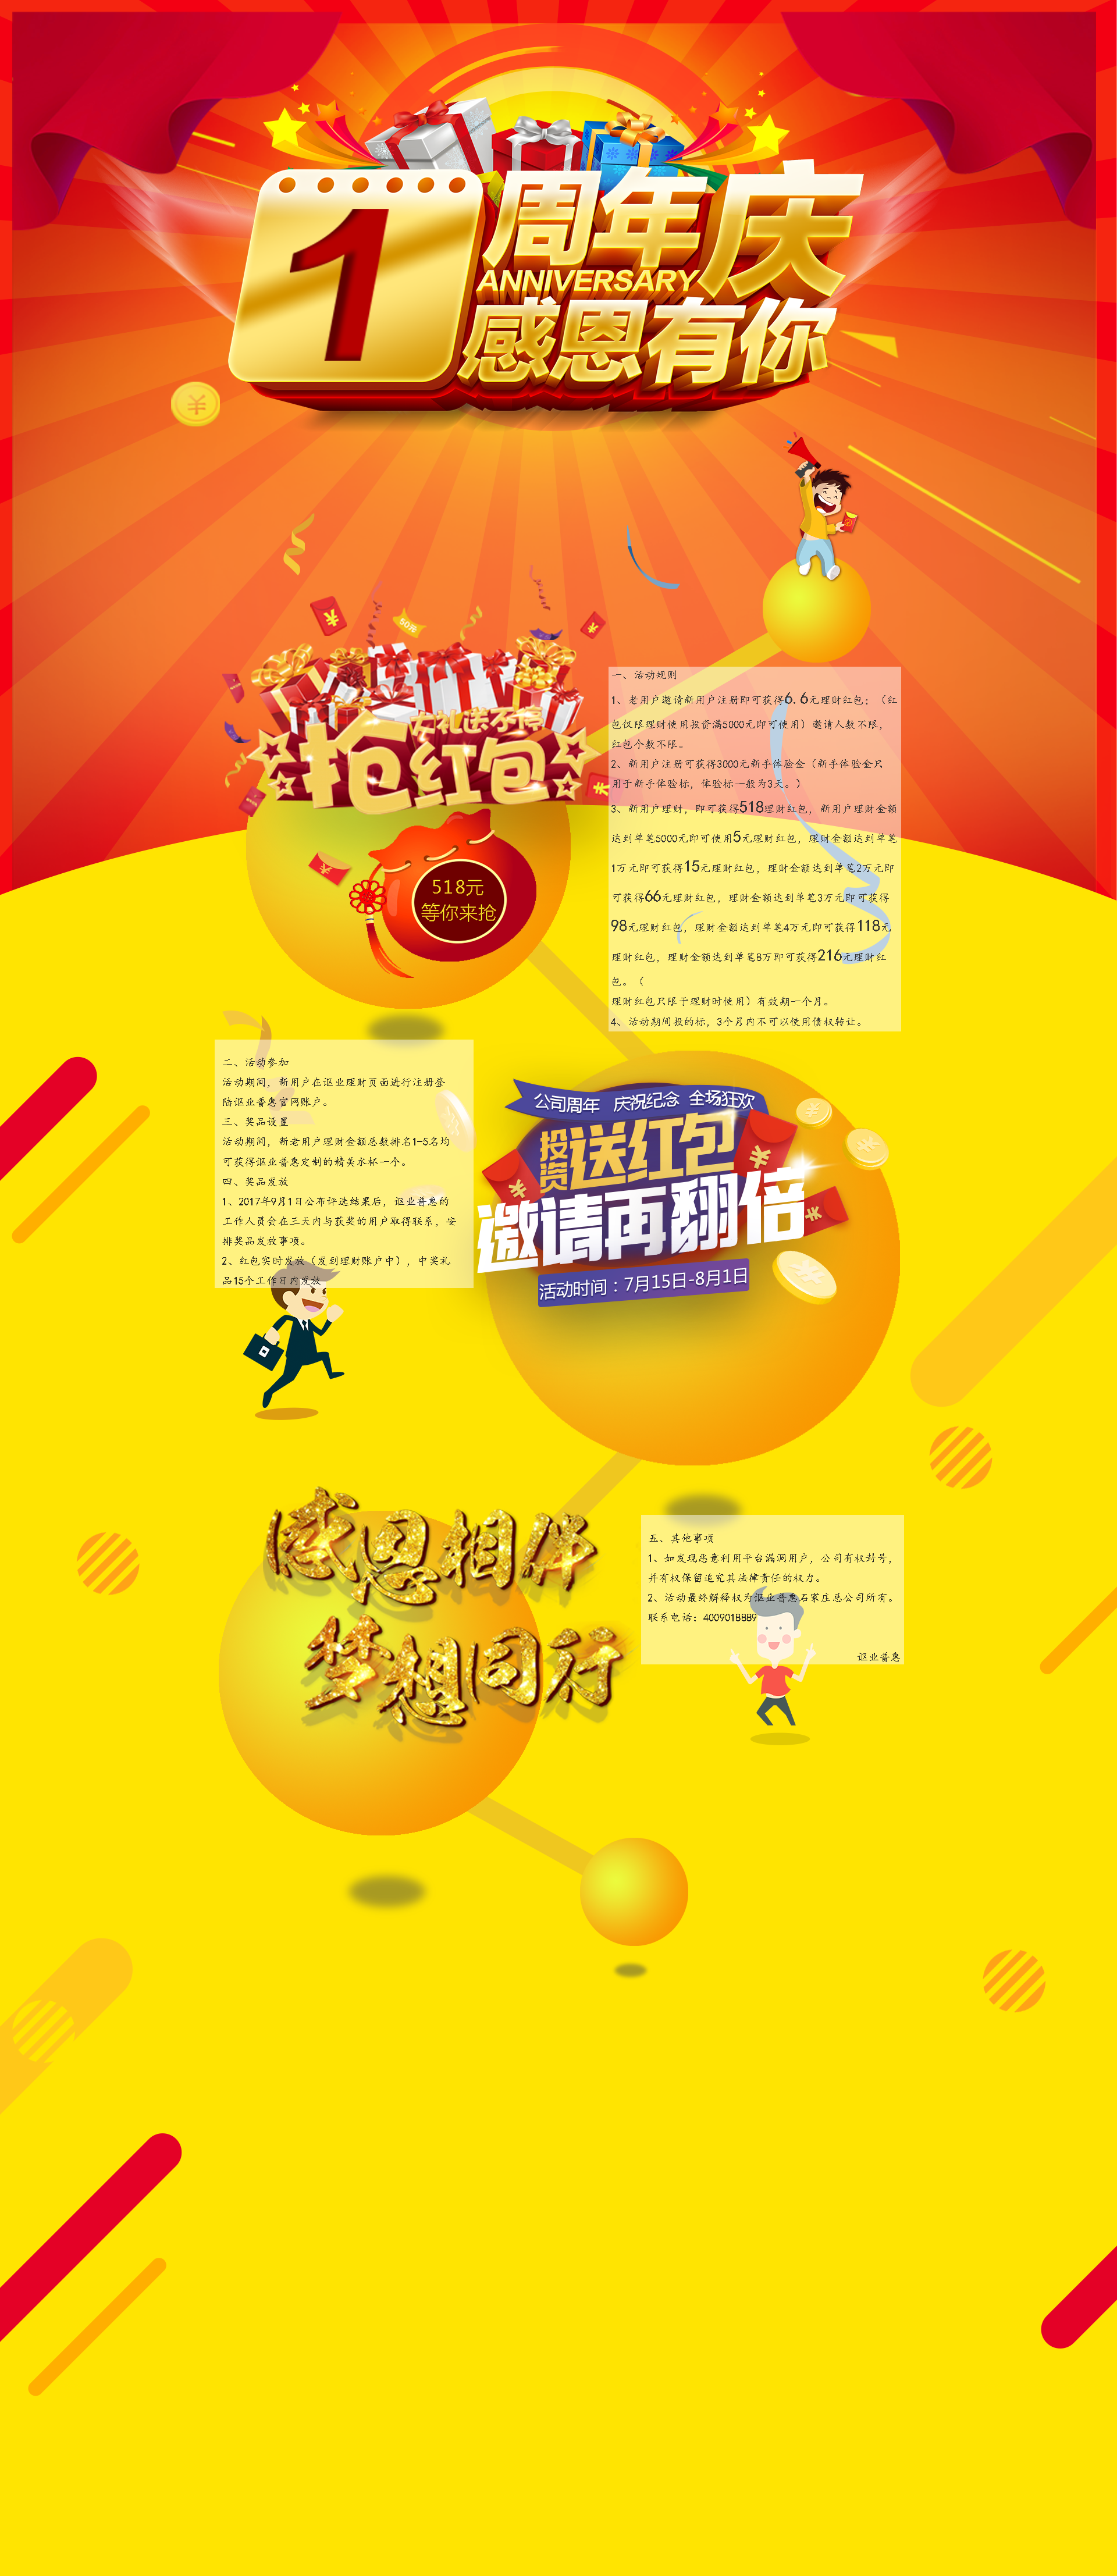 1
周年庆
ANNIVERSARY
感恩有你
50元
大礼送不停
抢红包
518元
等你来抢
一、活动规则
1、老用户邀请新用户注册即可获得6.6元理财红包;（红
包仅限理财使用投资满5000元即可使用）邀请人数不限,
红包个数不限。
2、新用户注册可获得3000元新手体验金（新手体验金只
用于新手体验标，体验标一般为3天。）
3、新用户理财，即可获得518理财红包，新用户理财金额
达到单笔5000元即可使用5元理财红包，理财金额达到单笔
1万元即可获得15元理财红包，理财金额达到单笔2万元即
可获得66元理财红包，理财金额达到单笔3万元即可获得
98元理财红包，理财金额达到单笔4万元即可获得118元
理财红包，理财金额达到单笔8万即可获得216元理财红
包。（
理财红包只限于理财时使用）有效期一个月。
4、活动期间投的标，3个月内不可以使用债权转让。
二、活动参加
活动期间，新用户在讴业理财页面进行注册登
陆讴业普惠官网账户。
三、奖品设置
活动期间，新老用户理财金额总数排名1-5名均
可获得讴业普惠定制的精美水杯一个。
四、奖品发放
1、2017年9月1日公布评选结果后，讴业普惠的
工作人员会在三天内与获奖的用户取得联系，安
排奖品发放事项。
2、红包实时发放（发到理财账户中），中奖礼
品15个工作日内发放
公司周年 庆祝纪念 全场狂欢
投资送红包
邀请再翻倍
活动时间：7月15日-8月1日
感恩相伴
梦想同行
五、其他事项
1、如发现恶意利用平台漏洞用户，公司有权封号，
并有权保留追究其法律责任的权力。
2、活动最终解释权为讴业普惠石家庄总公司所有。
联系电话：4009018889
讴业普惠